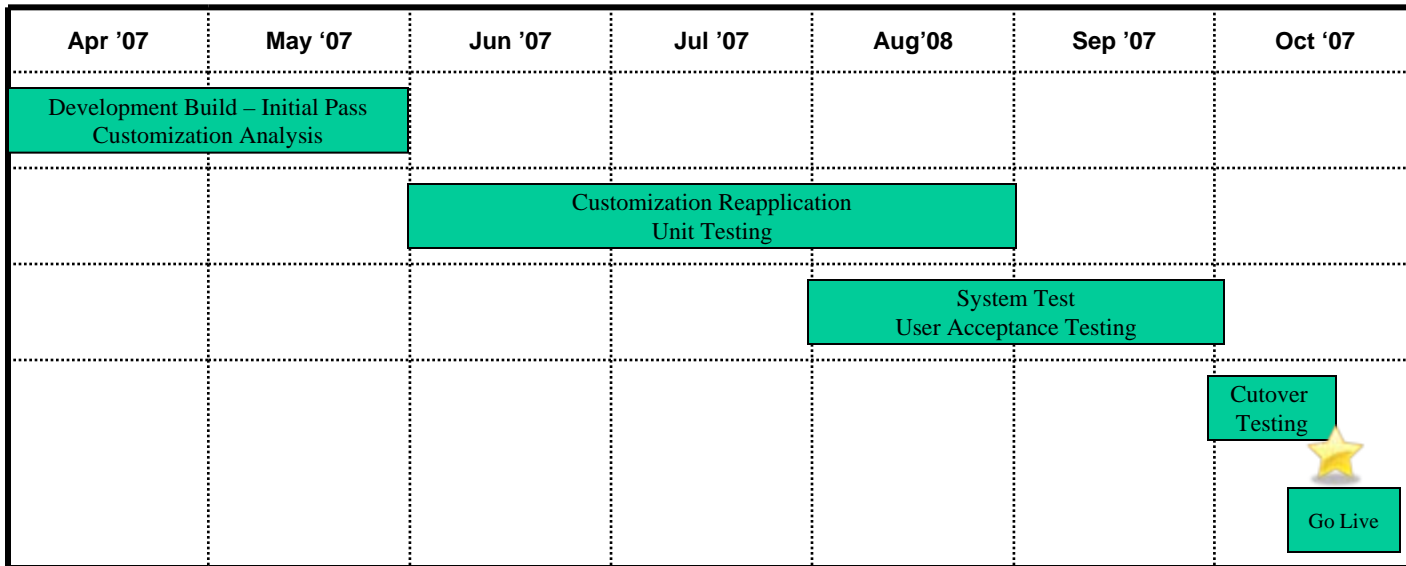 Apr ’07
May ‘07
Jun ’07
Jul ’07
Aug’08
Sep ’07
Oct ‘07
Development Build – Initial Pass
Customization Analysis
Customization Reapplication
Unit Testing
System Test
User Acceptance Testing
Cutover
Testing
Go Live